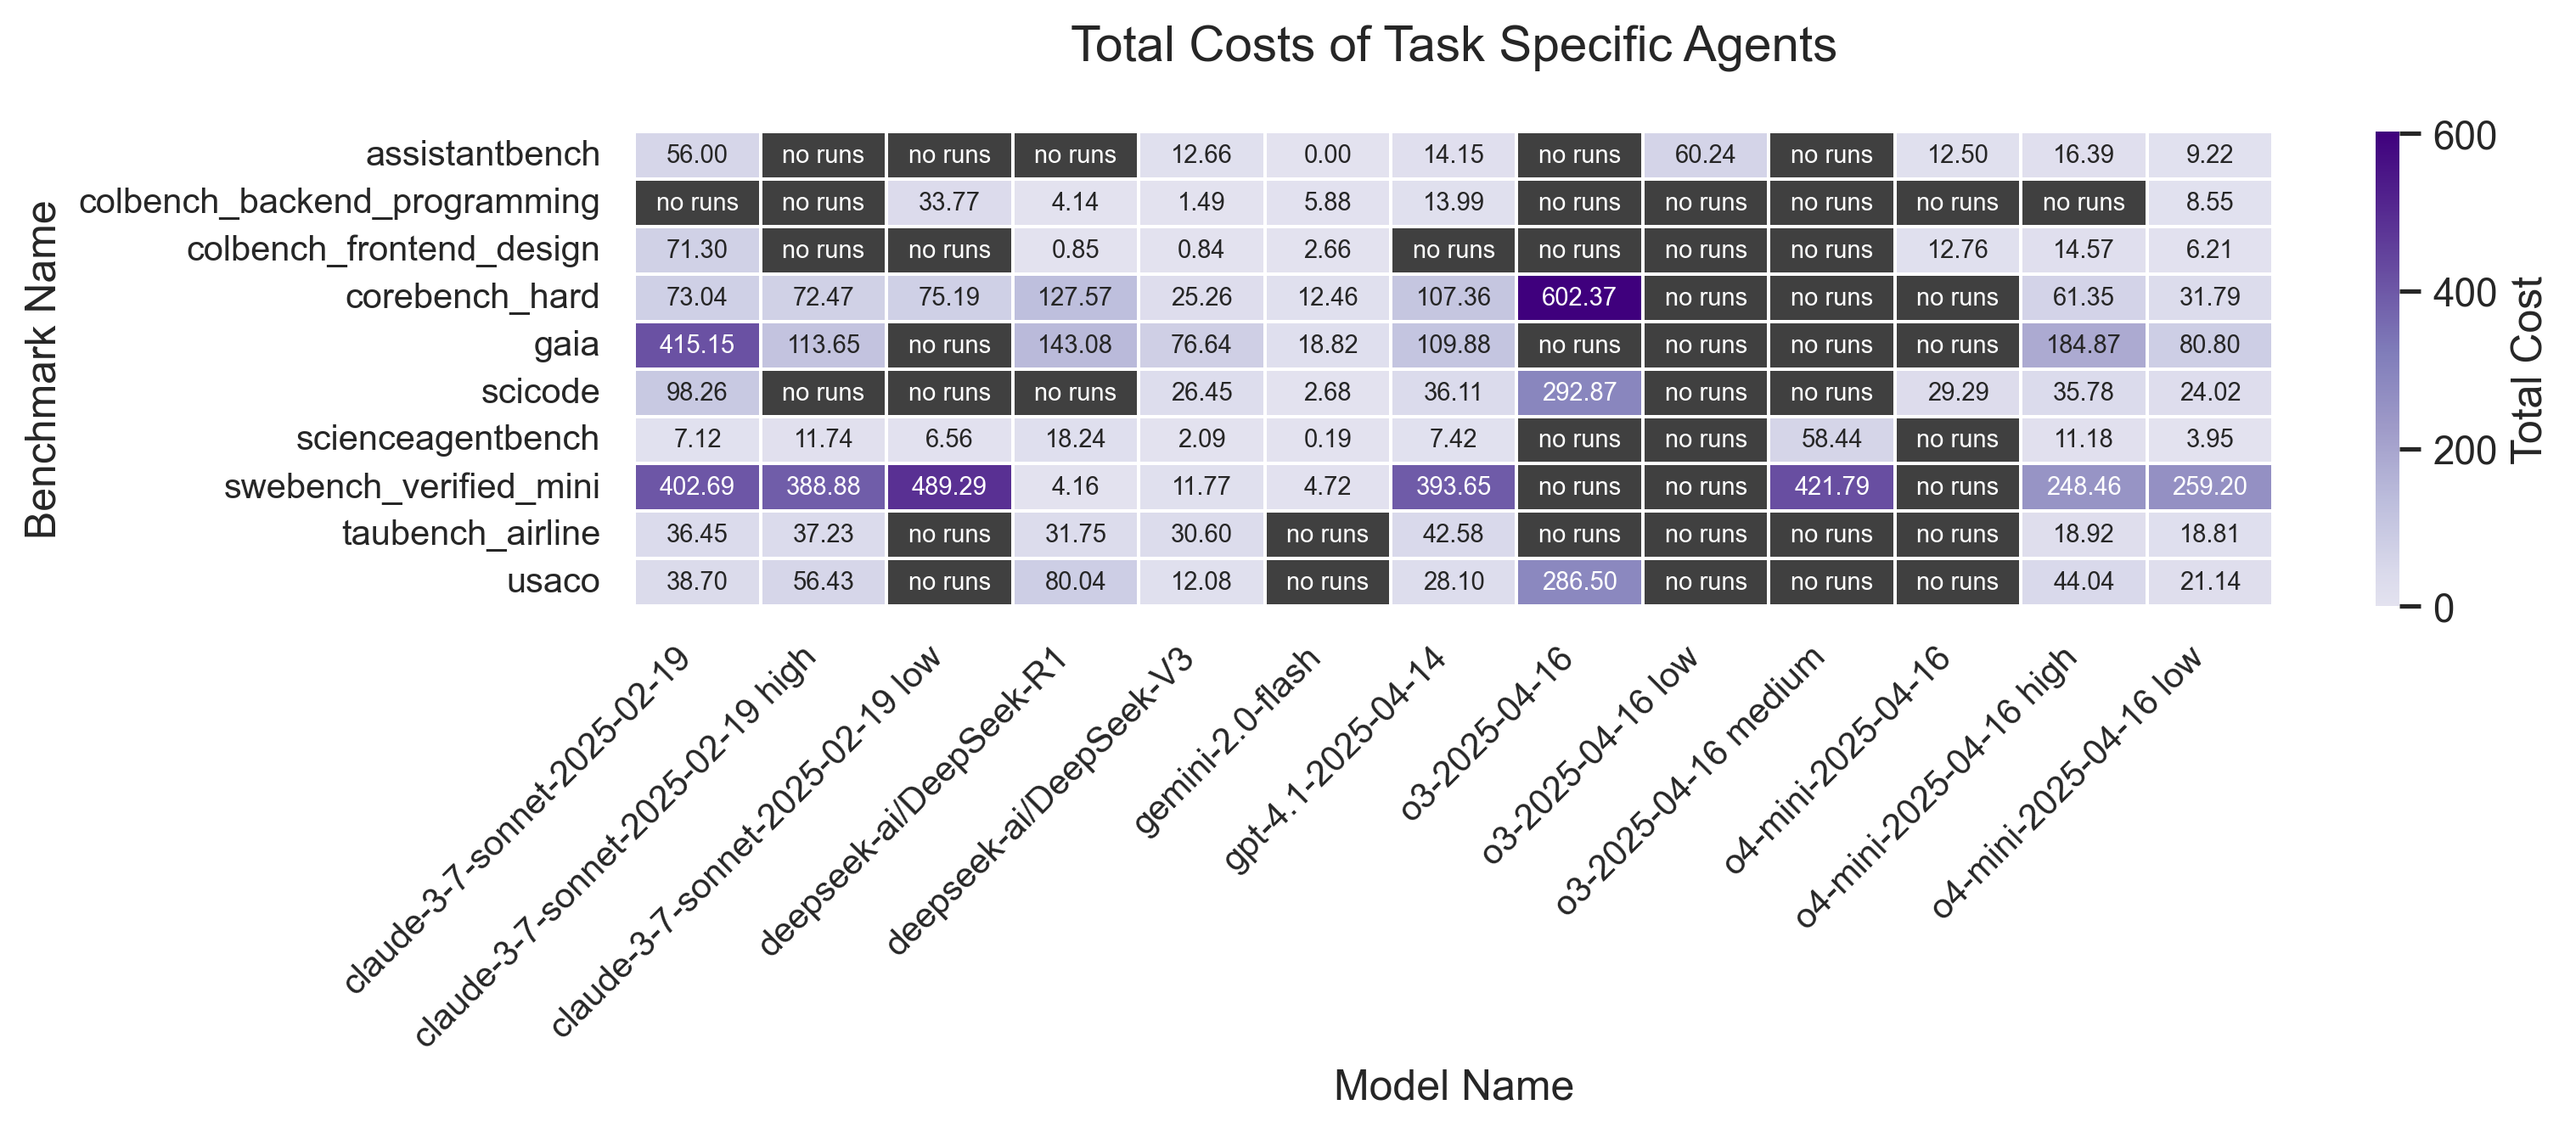 Total Costs of Task Specific Agents
Benchmark Name
assistantbench 56.00 no runs no runs no runs 12.66 0.00 14.15 no runs 60.24 no runs 12.50 16.39 9.22
colbench_backend_programming no runs no runs 33.77 4.14 1.49 5.88 13.99 no runs no runs no runs no runs no runs 8.55
colbench_frontend_design 71.30 no runs no runs 0.85 0.84 2.66 no runs no runs no runs no runs 12.76 14.57 6.21
corebench_hard 73.04 72.47 75.19 127.57 25.26 12.46 107.36 602.37 no runs no runs no runs 61.35 31.79
gaia 415.15 113.65 no runs 143.08 76.64 18.82 109.88 no runs no runs no runs no runs 184.87 80.80
scicode 98.26 no runs no runs no runs 26.45 2.68 36.11 292.87 no runs no runs 29.29 35.78 24.02
scienceagentbench 7.12 11.74 6.56 18.24 2.09 0.19 7.42 no runs no runs 58.44 no runs 11.18 3.95
swebench_verified_mini 402.69 388.88 489.29 4.16 11.77 4.72 393.65 no runs no runs 421.79 no runs 248.46 259.20
taubench_airline 36.45 37.23 no runs 31.75 30.60 no runs 42.58 no runs no runs no runs no runs 18.92 18.81
usaco 38.70 56.43 no runs 80.04 12.08 no runs 28.10 286.50 no runs no runs no runs 44.04 21.14
claude-3-7-sonnet-2025-02-19
claude-3-7-sonnet-2025-02-19 high
claude-3-7-sonnet-2025-02-19 low
deepseek-ai/DeepSeek-R1
deepseek-ai/DeepSeek-V3
gemini-2.0-flash
gpt-4.1-2025-04-14
o3-2025-04-16
o3-2025-04-16 low
o3-2025-04-16 medium
o4-mini-2025-04-16
o4-mini-2025-04-16 high
o4-mini-2025-04-16 low
Model Name
600
400
200
0
Total Cost